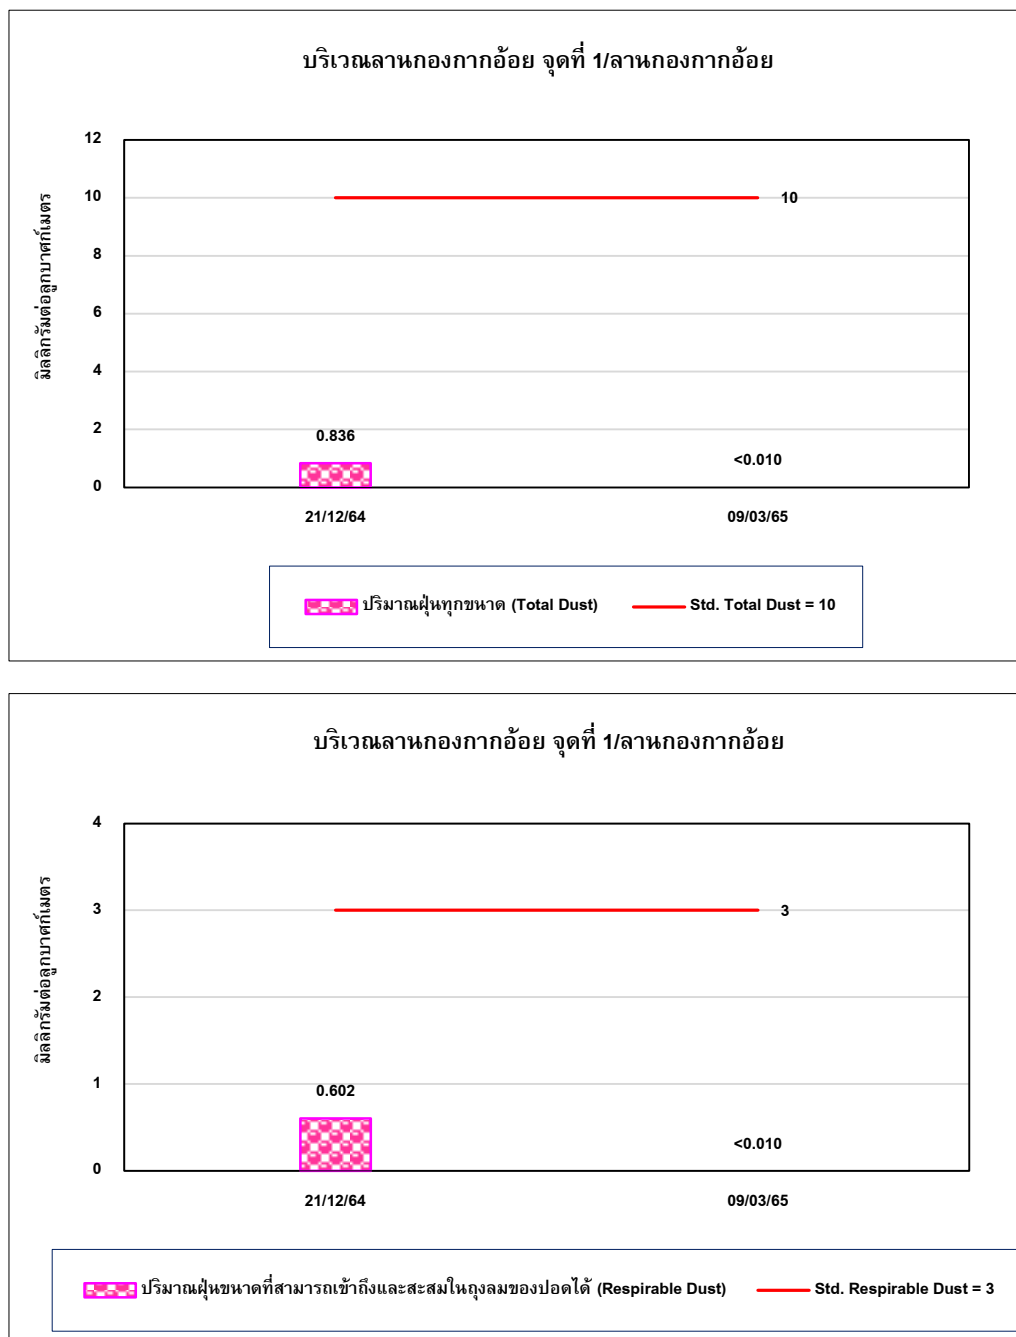 บริเวณลานกองกากอ้อย จุดที่ 1/ลานกองกากอ้อย
มิลลิกรัมต่อลูกบาศก์เมตร
12
10
10
8
6
4
2
0.836
<0.010
0
21/12/64
09/03/65
ปริมาณฝุ่นทุกขนาด (Total Dust)
Std. Total Dust = 10
บริเวณลานกองกากอ้อย จุดที่ 1/ลานกองกากอ้อย
มิลลิกรัมต่อลูกบาศก์เมตร
4
3
3
2
1
0.602
<0.010
0
21/12/64
09/03/65
ปริมาณฝุ่นขนาดที่สามารถเข้าถึงและสะสมในถุงลมของปอดได้ (Respirable Dust)
Std. Respirable Dust = 3